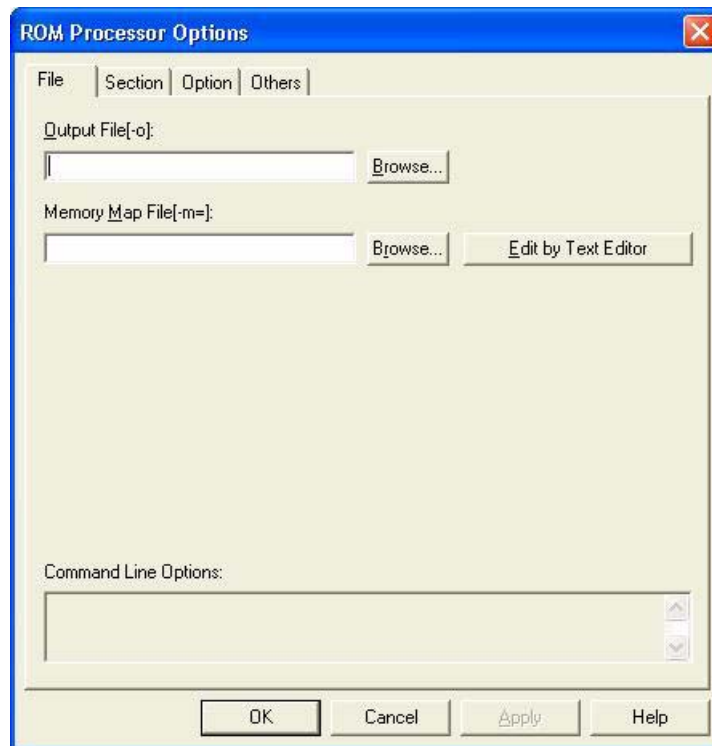 ROM Processor Options
File Section Option Others
Output File[-o]:
Browse...
Memory Map File[-m=]:
Browse... Edit by Text Editor
Command Line Options:
OK Cancel Apply Help